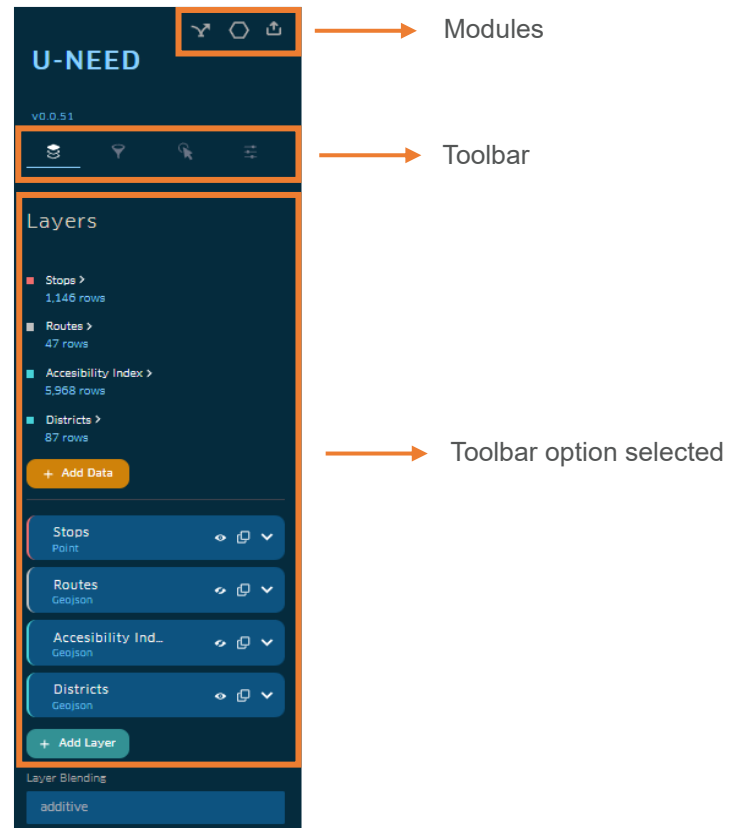 Modules
U-NEED
v0.0.51
Toolbar
Layers
Stops >
1,146 rows
Routes >
47 rows
Accesibility Index >
5,968 rows
Districts >
87 rows
Toolbar option selected
+ Add Data
Stops
Point
Routes
Geojson
Accesibility Ind…
Geojson
Districts
Geojson
+ Add Layer
Layer Blending
additive